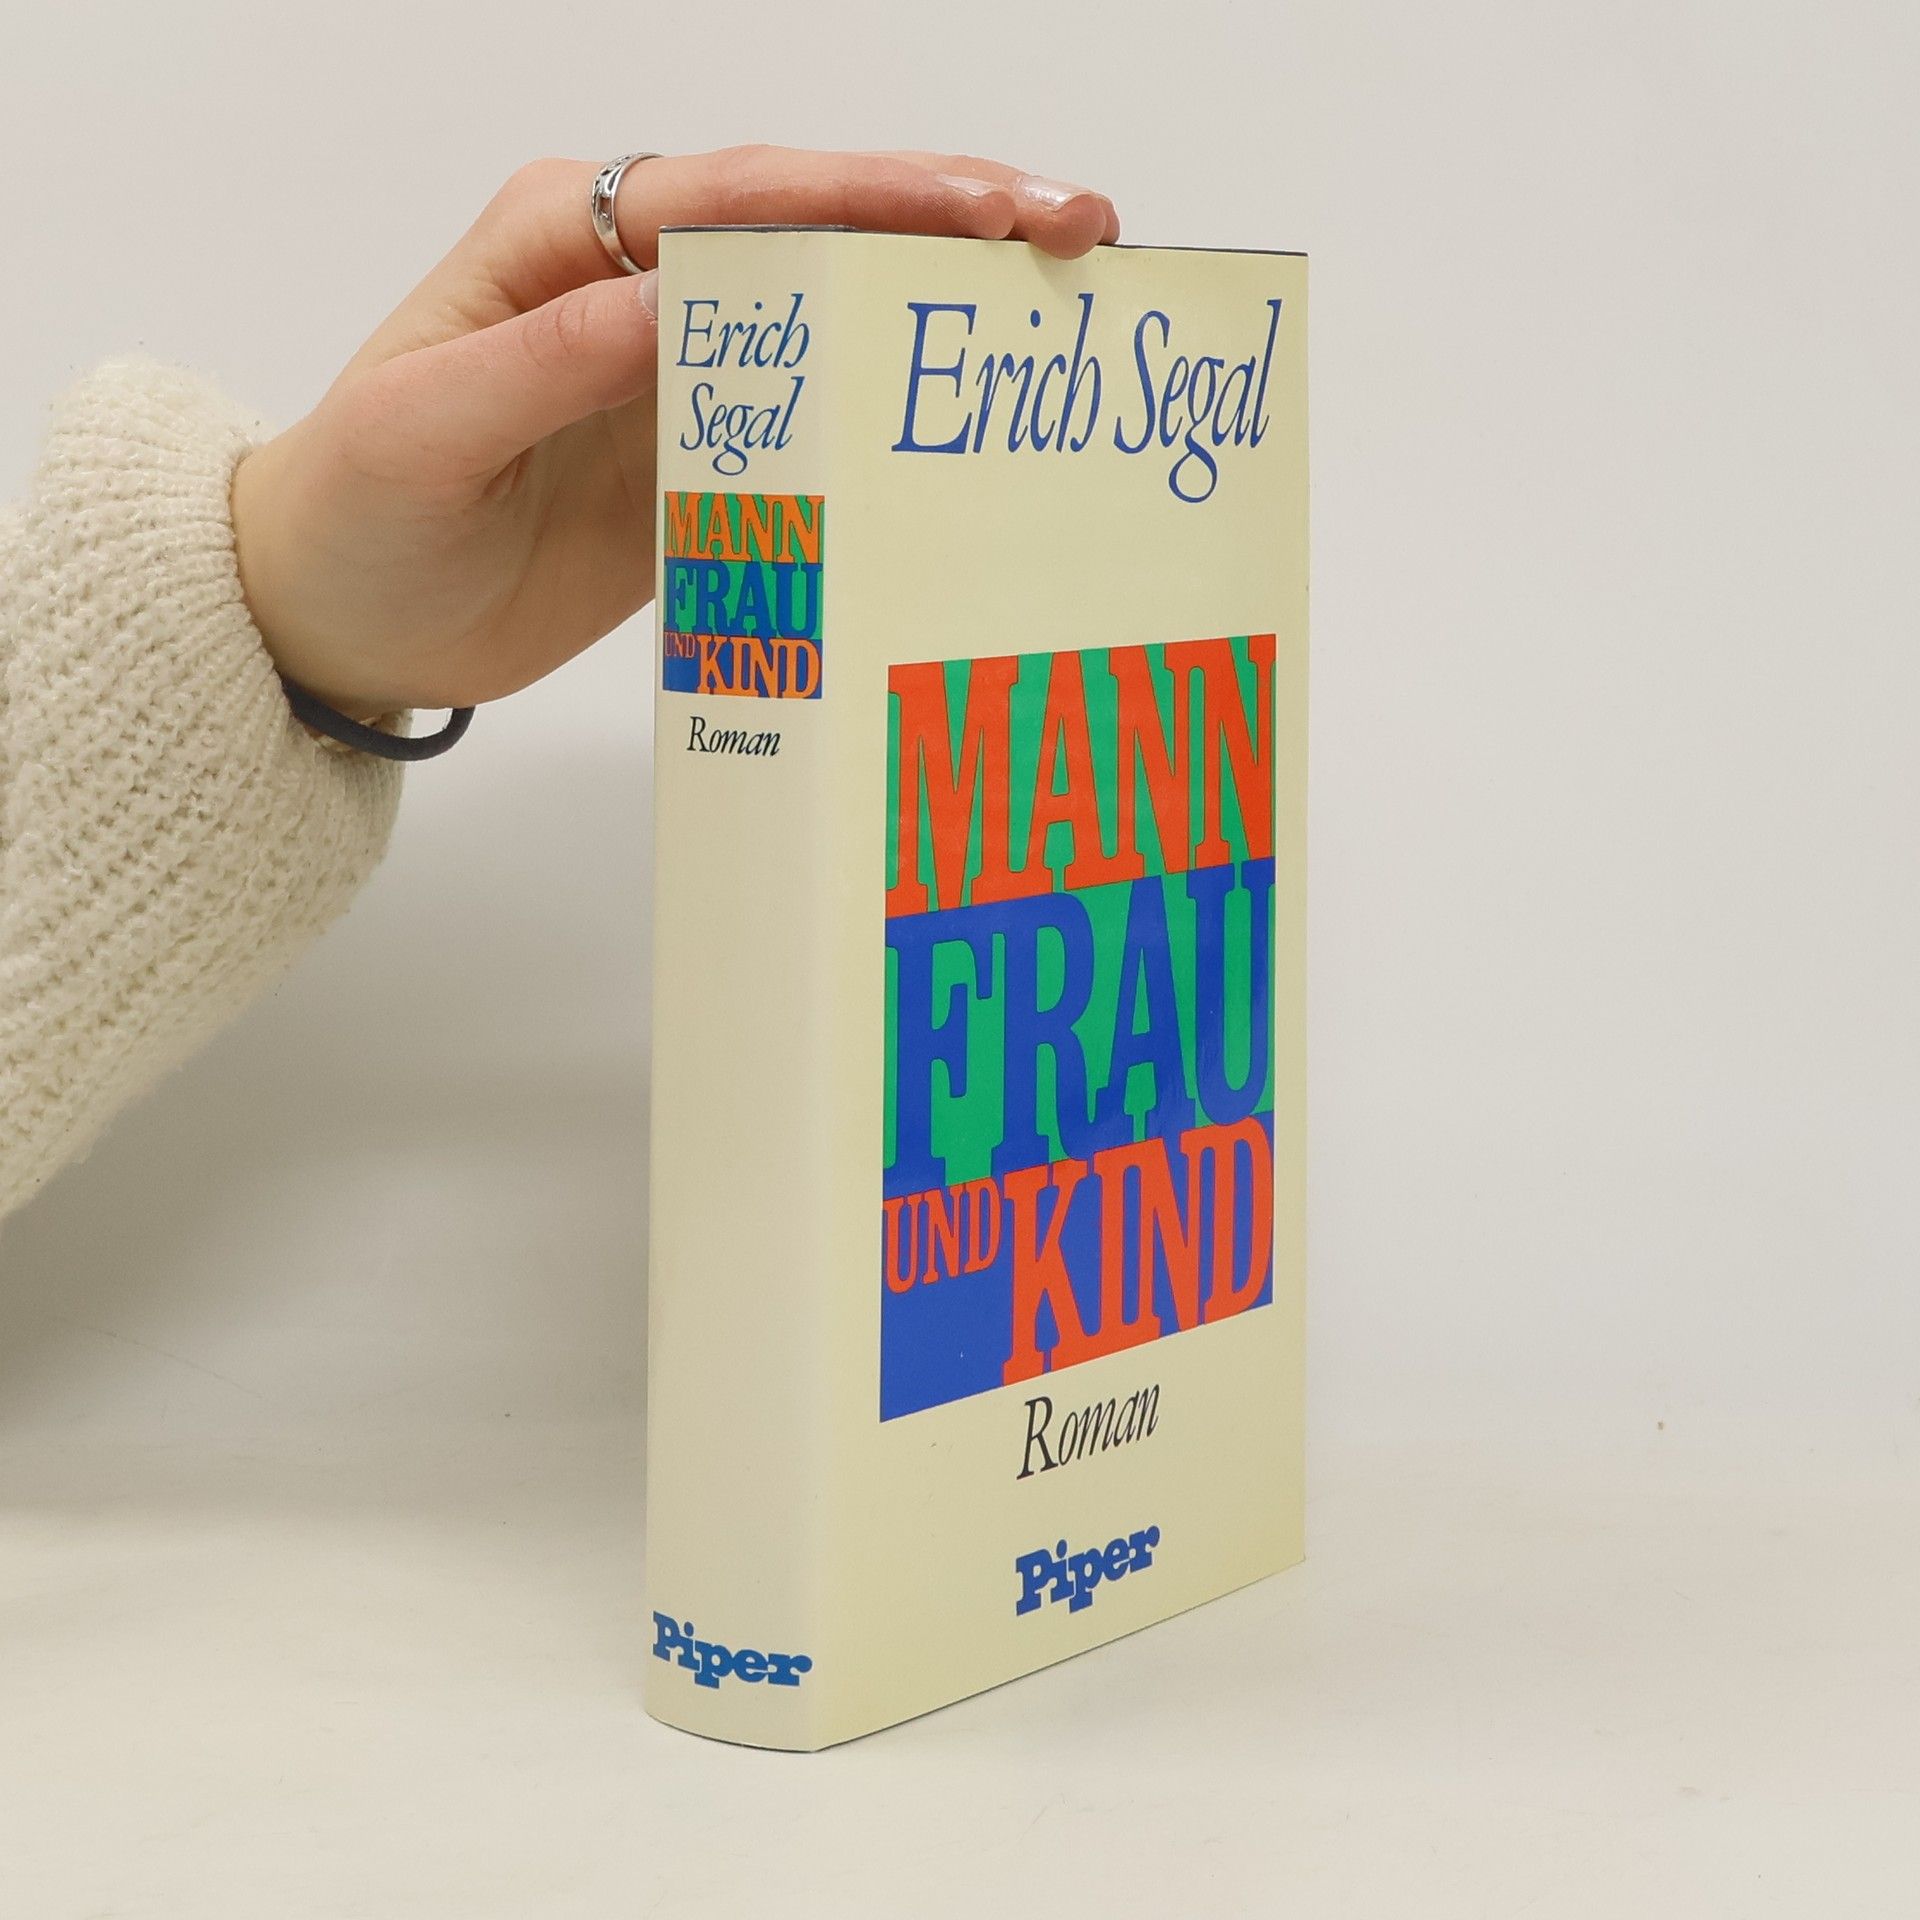 Erich
Segal
MANN
FRAU
UND KIND
Roman
Piper
Erich Segal
MANN
FRAU
UND KIND
Roman
Piper